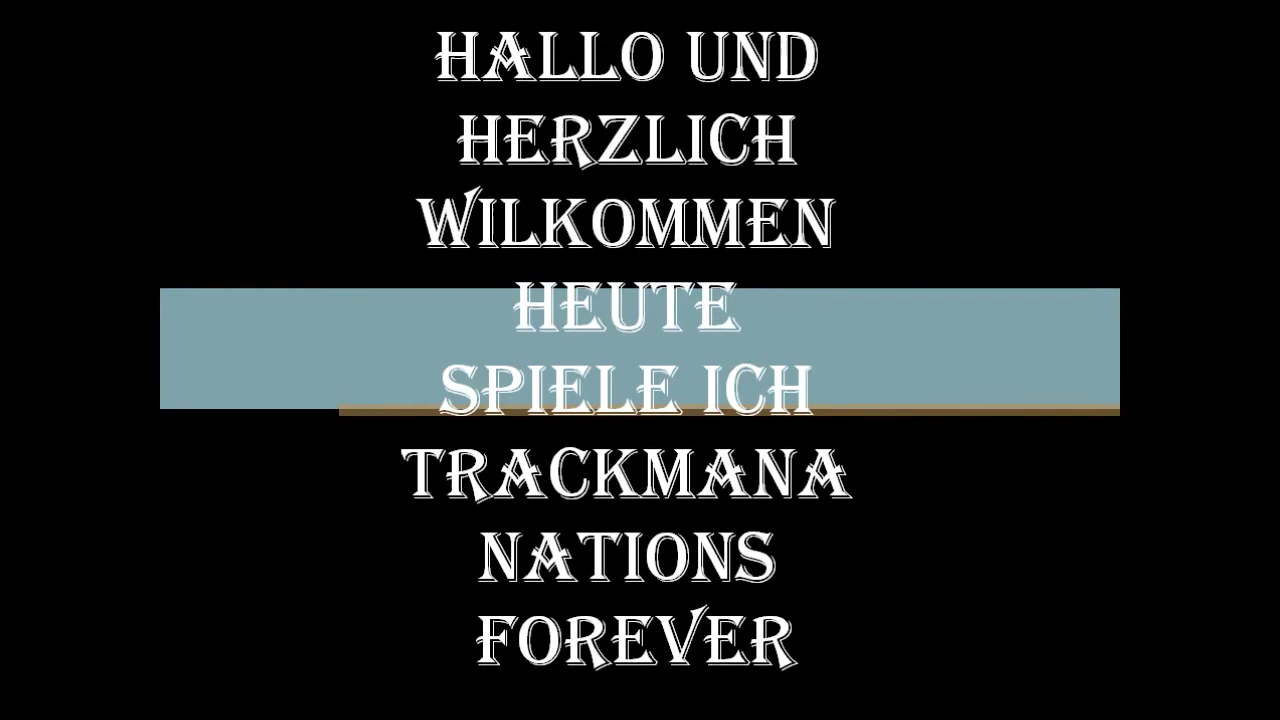 HALLO UND
HERZLICH
WILKOMMEN
HEUTE
SPIELE ICH
TRACKMANA
NATIONS
FOREVER